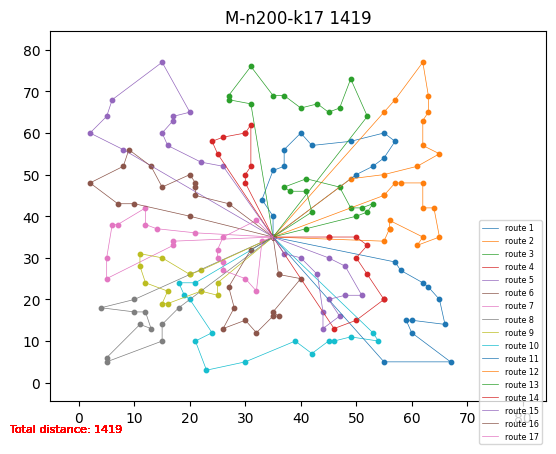 M-n200-k17 1419
80
70
60
50
40
30
20
10
0
route 1
route 2
route 3
route 4
route 5
route 6
route 7
route 8
route 9
route 10
route 11
route 12
route 13
route 14
route 15
route 16
route 17
0 10 20 30 40 50 60 70 80
Total distance: 1419